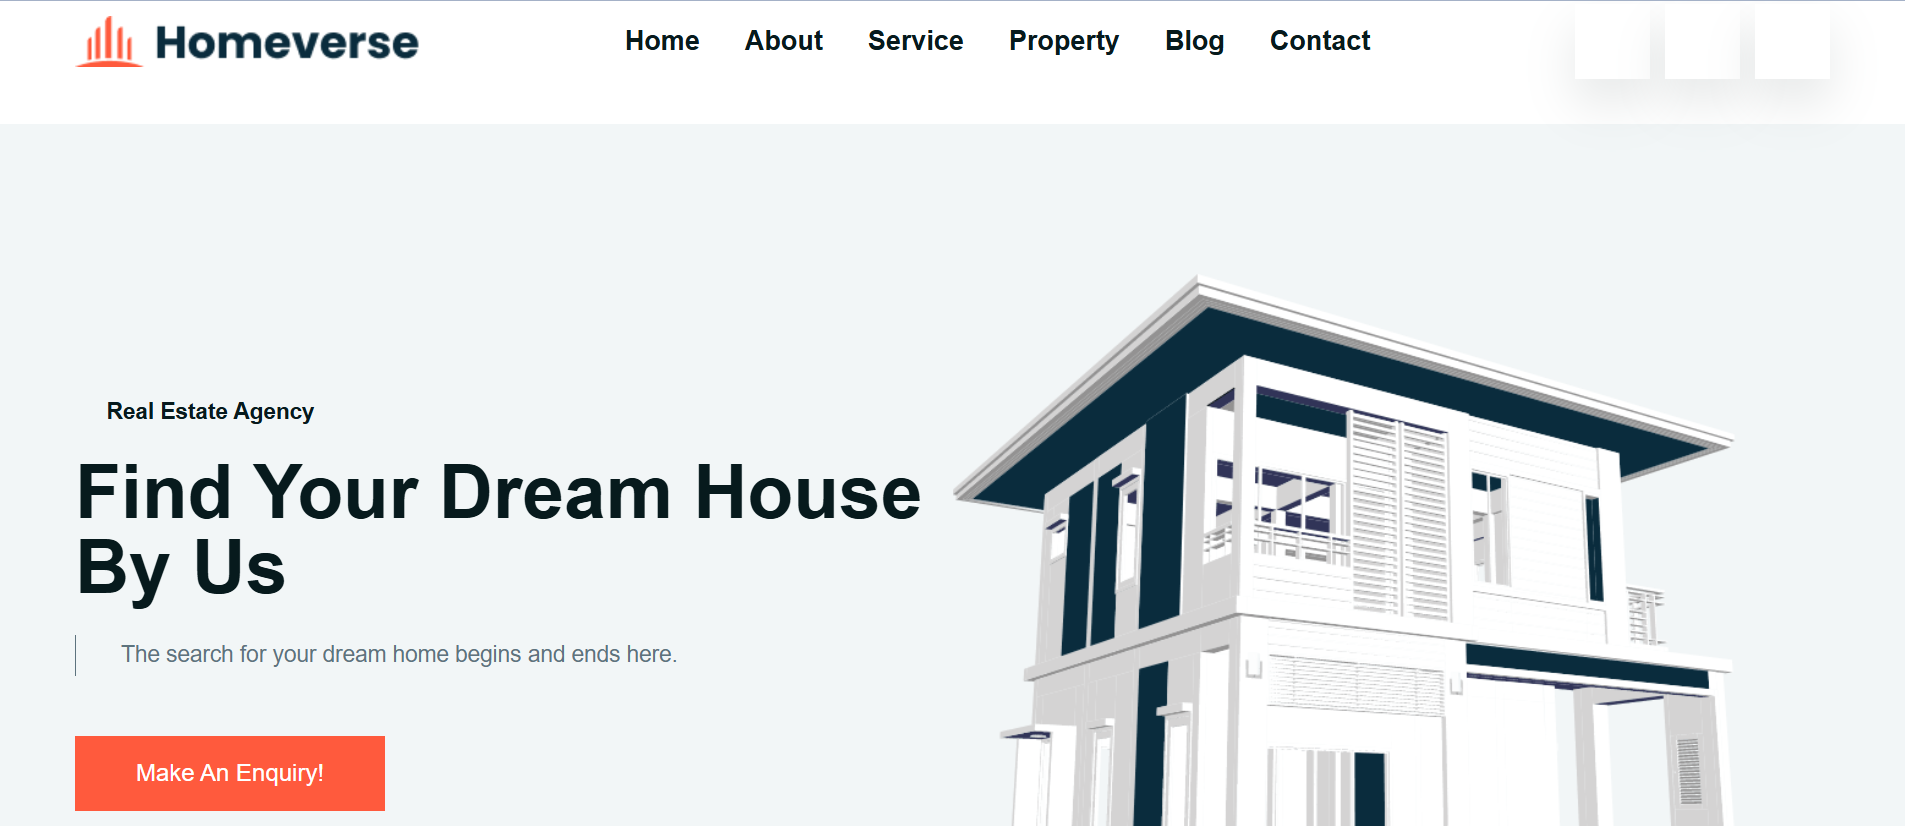 Homeverse
Home About Service Property Blog Contact
Real Estate Agency
Find Your Dream House
By Us
The search for your dream home begins and ends here.
Make An Enquiry!